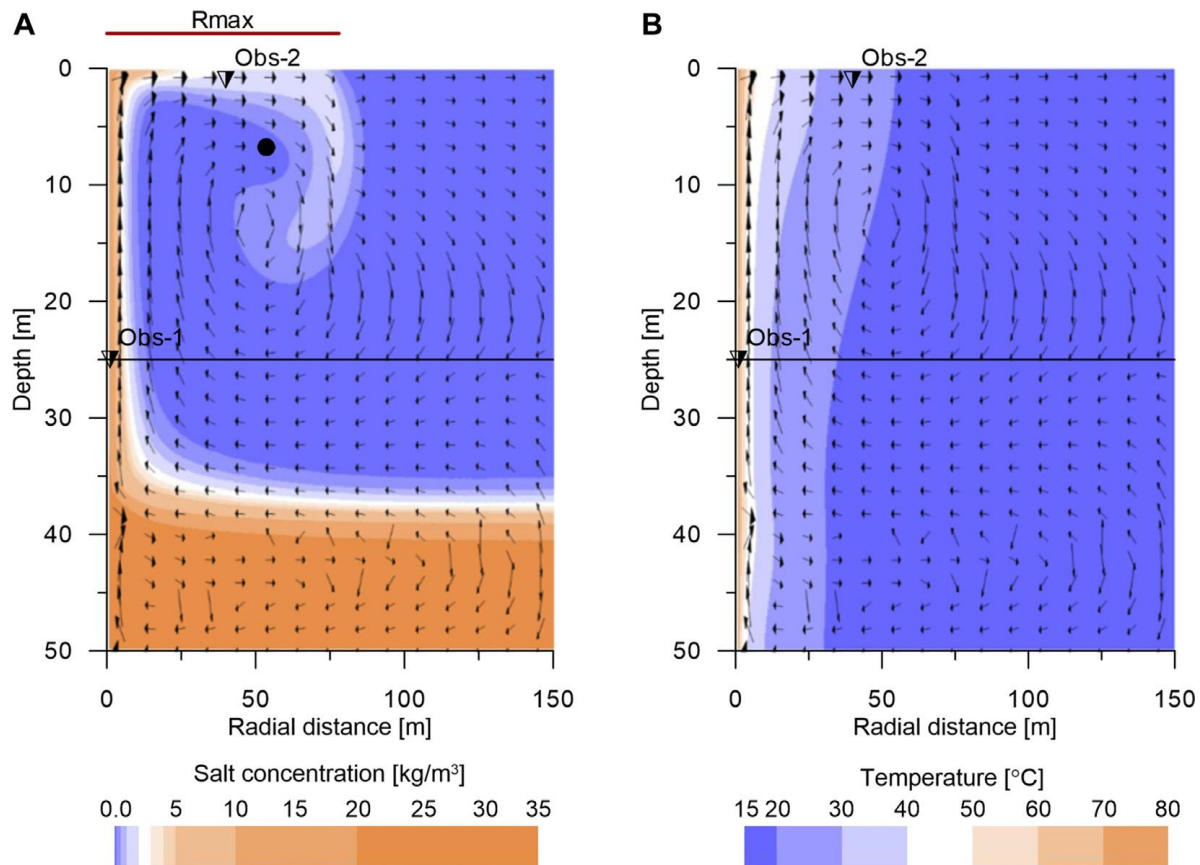 A
Rmax
Obs-2
0
10
20
30
40
50
Depth [m]
Obs-1
0 50 100 150
Radial distance [m]
Salt concentration [kg/m³]
0.0 5 10 20 30 35
B
Obs-2
0
10
20
30
40
50
Depth [m]
Obs-1
0 50 100 150
Radial distance [m]
Temperature [°C]
15 20 30 40 50 60 70 80